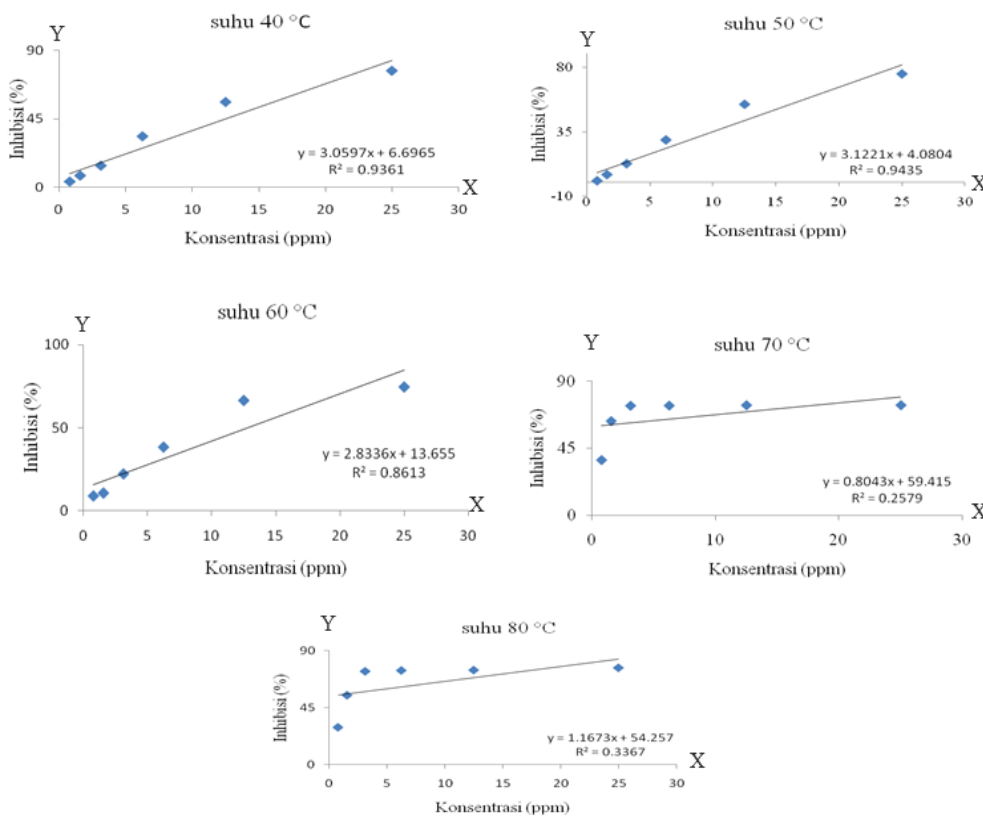 suhu 40 °C
Y
90
45
0
Inhibisi (%)
y = 3.0597x + 6.6965
R² = 0.9361
X
0 5 10 15 20 25 30
Konsentrasi (ppm)
suhu 50 °C
Y
80
35
-10
Inhibisi (%)
y = 3.1221x + 4.0804
R² = 0.9435
X
0 5 10 15 20 25 30
Konsentrasi (ppm)
suhu 60 °C
Y
100
50
0
Inhibisi (%)
y = 2.8336x + 13.655
R² = 0.8613
X
0 5 10 15 20 25 30
Konsentrasi (ppm)
suhu 70 °C
Y
90
45
0
Inhibisi (%)
y = 0.8043x + 59.415
R² = 0.2579
X
0 10 20 30
Konsentrasi (ppm)
suhu 80 °C
Y
90
45
0
Inhibisi (%)
y = 1.1673x + 54.257
R² = 0.3367
X
0 5 10 15 20 25 30
Konsentrasi (ppm)